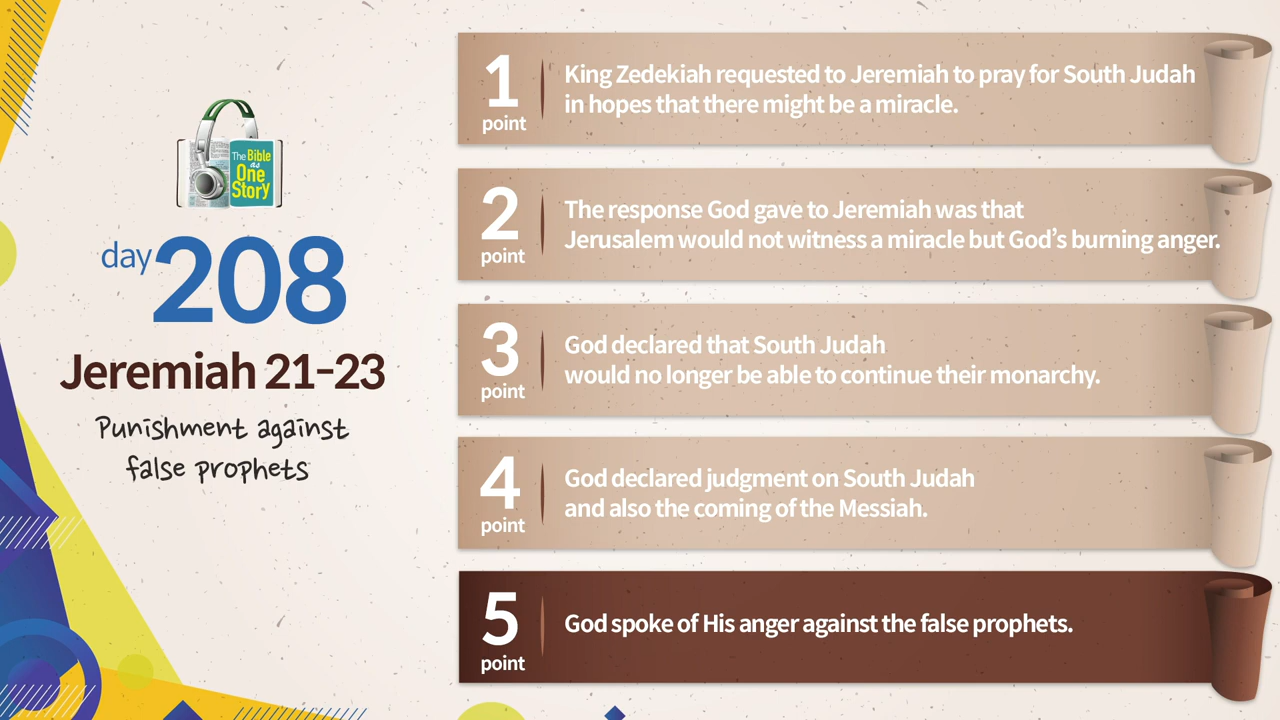 The Bible
as
One
Story
day 208
Jeremiah 21-23
Punishment against
false prophets
1
point
King Zedekiah requested to Jeremiah to pray for South Judah
in hopes that there might be a miracle.
2
point
The response God gave to Jeremiah was that
Jerusalem would not witness a miracle but God’s burning anger.
3
point
God declared that South Judah
would no longer be able to continue their monarchy.
4
point
God declared judgment on South Judah
and also the coming of the Messiah.
5
point
God spoke of His anger against the false prophets.